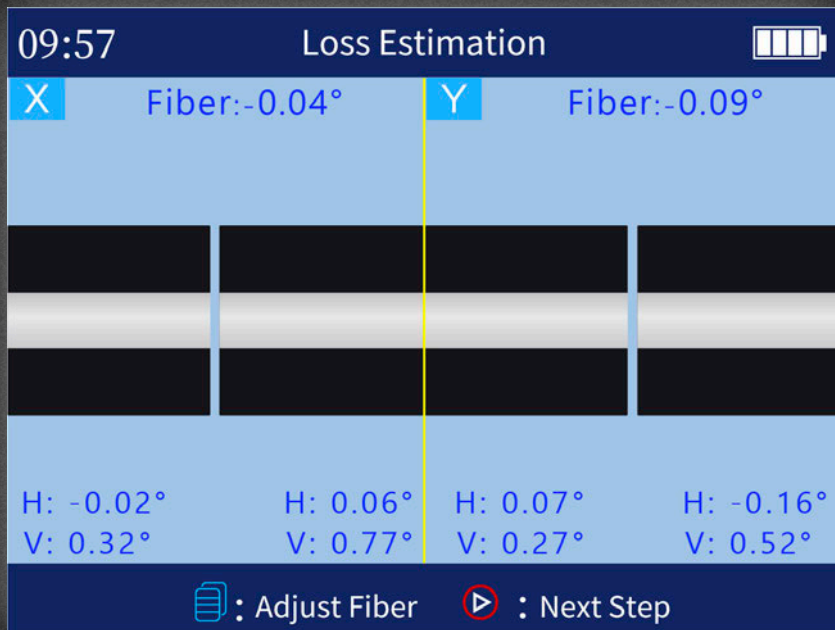 09:57 Loss Estimation
X Fiber:-0.04° Y Fiber:-0.09°
H: -0.02° H: 0.06° H: 0.07° H: -0.16°
V: 0.32° V: 0.77° V: 0.27° V: 0.52°
: Adjust Fiber : Next Step